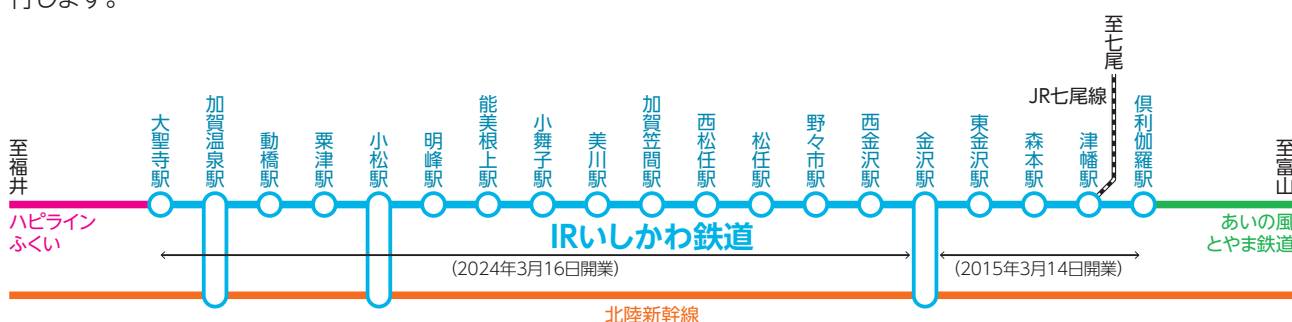 行します。
至七尾
JR七尾線
至福井
大聖寺駅
加賀温泉駅
動橋駅
粟津駅
小松駅
明峰駅
能美根上駅
小舞子駅
美川駅
加賀笠間駅
西松任駅
松任駅
野々市駅
西金沢駅
金沢駅
東金沢駅
森本駅
津幡駅
倶利伽羅駅
至富山
ハピライン
ふくい
IRいしかわ鉄道
あいの風
とやま鉄道
(2024年3月16日開業)
(2015年3月14日開業)
北陸新幹線